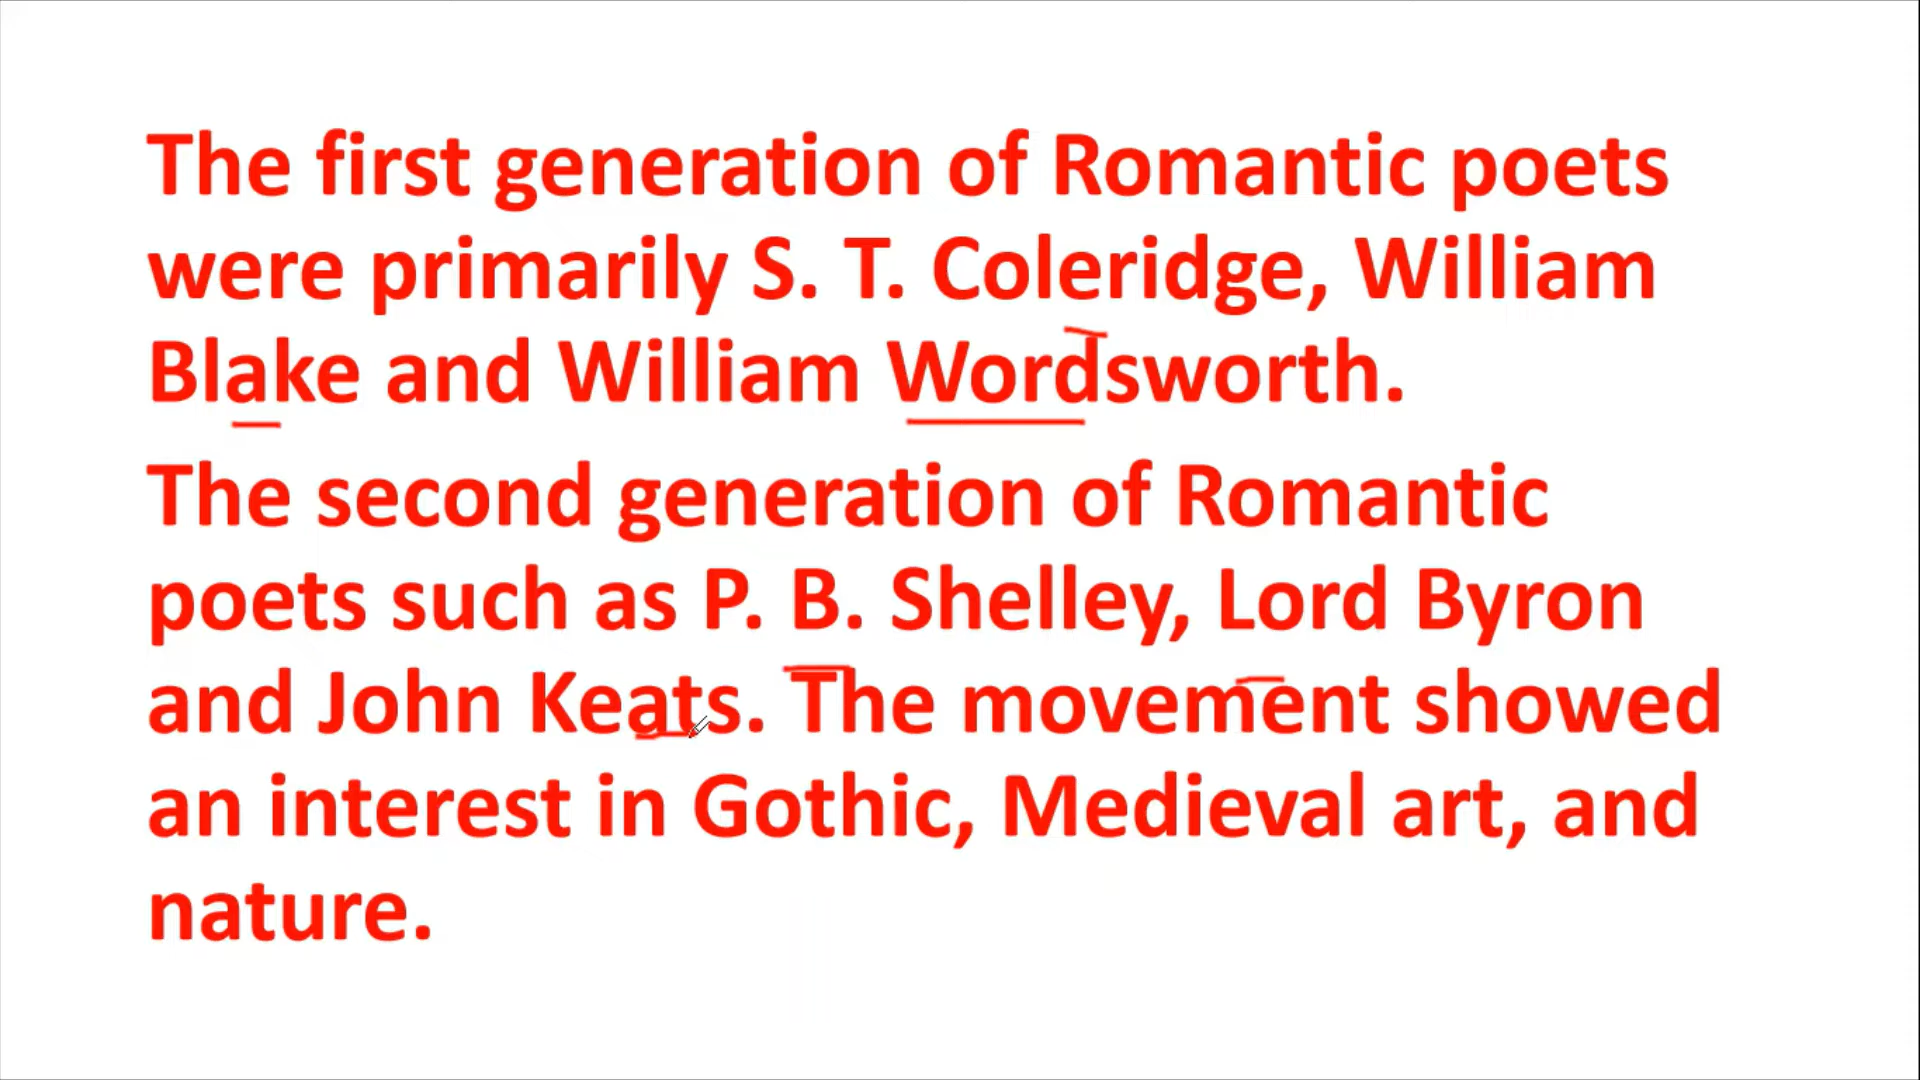 The first generation of Romantic poets
were primarily S. T. Coleridge, William
Blake and William Wordsworth.
The second generation of Romantic
poets such as P. B. Shelley, Lord Byron
and John Keats. The movement showed
an interest in Gothic, Medieval art, and
nature.